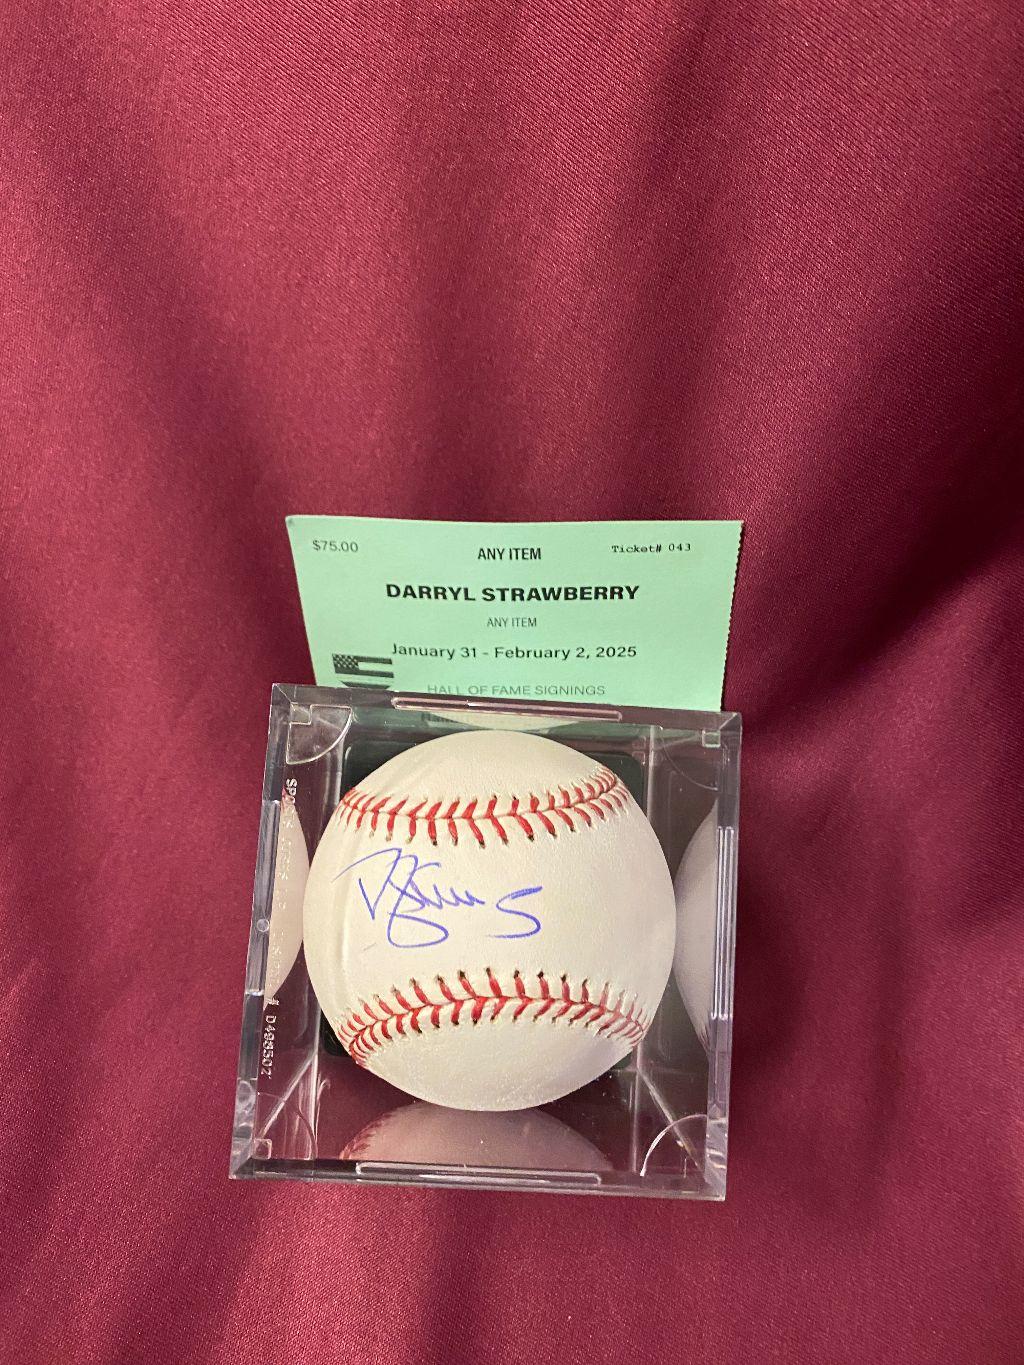 $75.00 ANY ITEM Ticket# 043
DARRYL STRAWBERRY
ANY ITEM
January 31 - February 2, 2025
HALL OF FAME SIGNINGS